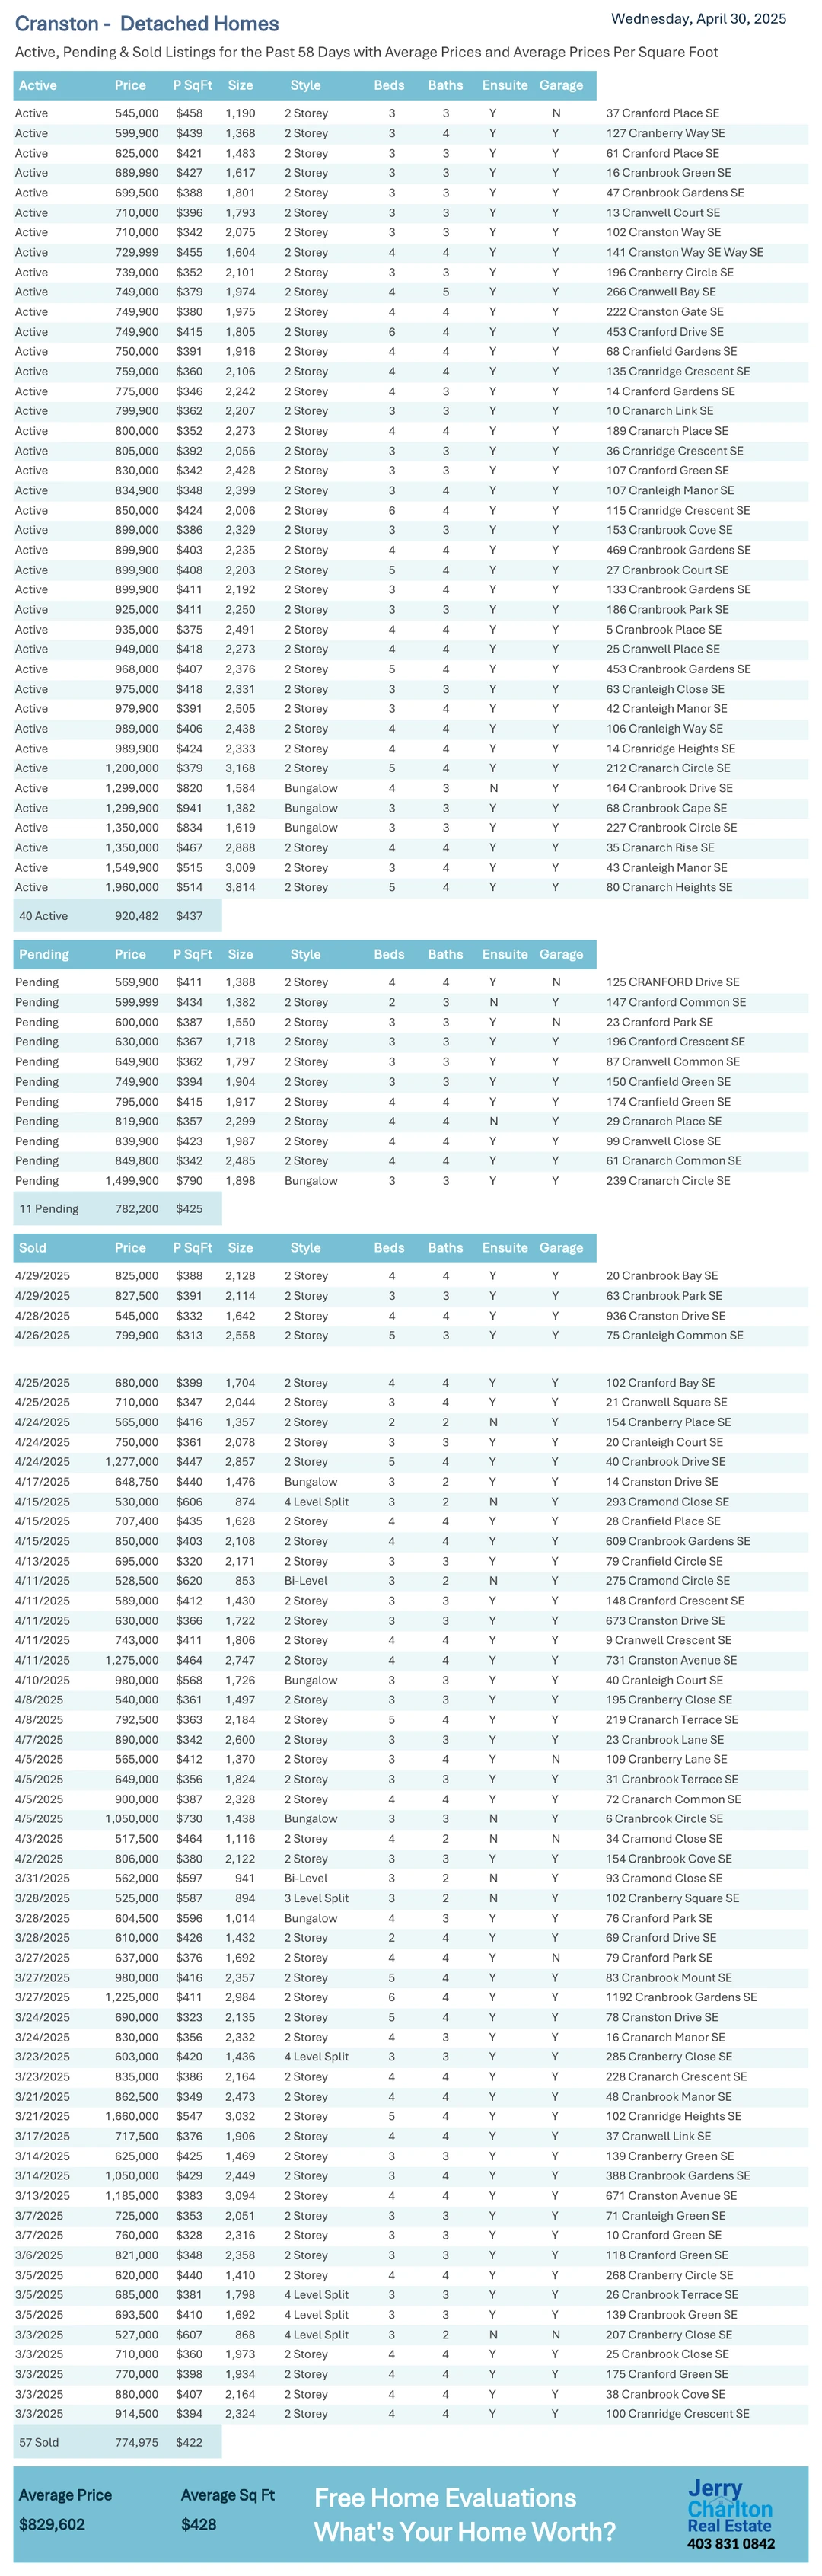 Cranston - Detached Homes
Wednesday, April 30, 2025
Active, Pending & Sold Listings for the Past 58 Days with Average Prices and Average Prices Per Square Foot
Active Price P SqFt Size Style Beds Baths Ensuite Garage
Active 545,000 $458 1,190 2 Storey 3 3 Y N 37 Cranford Place SE
Active 599,900 $439 1,368 2 Storey 3 4 Y Y 127 Cranberry Way SE
Active 625,000 $421 1,483 2 Storey 3 3 Y Y 61 Cranford Place SE
Active 689,990 $427 1,617 2 Storey 3 3 Y Y 16 Cranbrook Green SE
Active 699,500 $388 1,801 2 Storey 3 3 Y Y 47 Cranbrook Gardens SE
Active 710,000 $396 1,793 2 Storey 3 3 Y Y 13 Cranwell Court SE
Active 710,000 $342 2,075 2 Storey 3 3 Y Y 102 Cranston Way SE
Active 729,999 $455 1,604 2 Storey 4 4 Y Y 141 Cranston Way SE Way SE
Active 739,000 $352 2,101 2 Storey 3 3 Y Y 196 Cranberry Circle SE
Active 749,000 $379 1,974 2 Storey 4 5 Y Y 266 Cranwell Bay SE
Active 749,900 $380 1,975 2 Storey 4 4 Y Y 222 Cranston Gate SE
Active 749,900 $415 1,805 2 Storey 6 4 Y Y 453 Cranford Drive SE
Active 750,000 $391 1,916 2 Storey 4 4 Y Y 68 Cranfield Gardens SE
Active 759,000 $360 2,106 2 Storey 4 4 Y Y 135 Cranridge Crescent SE
Active 775,000 $346 2,242 2 Storey 4 3 Y Y 14 Cranford Gardens SE
Active 799,900 $362 2,207 2 Storey 3 3 Y Y 10 Cranarch Link SE
Active 800,000 $352 2,273 2 Storey 4 4 Y Y 189 Cranarch Place SE
Active 805,000 $392 2,056 2 Storey 3 3 Y Y 36 Cranridge Crescent SE
Active 830,000 $342 2,428 2 Storey 3 3 Y Y 107 Cranford Green SE
Active 834,900 $348 2,399 2 Storey 3 4 Y Y 107 Cranleigh Manor SE
Active 850,000 $424 2,006 2 Storey 6 4 Y Y 115 Cranridge Crescent SE
Active 899,000 $386 2,329 2 Storey 3 3 Y Y 153 Cranbrook Cove SE
Active 899,900 $403 2,235 2 Storey 4 4 Y Y 469 Cranbrook Gardens SE
Active 899,900 $408 2,203 2 Storey 5 4 Y Y 27 Cranbrook Court SE
Active 899,900 $411 2,192 2 Storey 3 4 Y Y 133 Cranbrook Gardens SE
Active 925,000 $411 2,250 2 Storey 3 3 Y Y 186 Cranbrook Park SE
Active 935,000 $375 2,491 2 Storey 4 4 Y Y 5 Cranbrook Place SE
Active 949,000 $418 2,273 2 Storey 4 4 Y Y 25 Cranwell Place SE
Active 968,000 $407 2,376 2 Storey 5 4 Y Y 453 Cranbrook Gardens SE
Active 975,000 $418 2,331 2 Storey 3 3 Y Y 63 Cranleigh Close SE
Active 979,900 $391 2,505 2 Storey 3 4 Y Y 42 Cranleigh Manor SE
Active 989,000 $406 2,438 2 Storey 4 4 Y Y 106 Cranleigh Way SE
Active 989,900 $424 2,333 2 Storey 4 4 Y Y 14 Cranridge Heights SE
Active 1,200,000 $379 3,168 2 Storey 5 4 Y Y 212 Cranarch Circle SE
Active 1,299,000 $820 1,584 Bungalow 4 3 N Y 164 Cranbrook Drive SE
Active 1,299,900 $941 1,382 Bungalow 3 3 Y Y 68 Cranbrook Cape SE
Active 1,350,000 $834 1,619 Bungalow 3 3 Y Y 227 Cranbrook Circle SE
Active 1,350,000 $467 2,888 2 Storey 4 4 Y Y 35 Cranarch Rise SE
Active 1,549,900 $515 3,009 2 Storey 3 4 Y Y 43 Cranleigh Manor SE
Active 1,960,000 $514 3,814 2 Storey 5 4 Y Y 80 Cranarch Heights SE
40 Active 920,482 $437
Pending Price P SqFt Size Style Beds Baths Ensuite Garage
Pending 569,900 $411 1,388 2 Storey 4 4 Y N 125 CRANFORD Drive SE
Pending 599,999 $434 1,382 2 Storey 2 3 N Y 147 Cranford Common SE
Pending 600,000 $387 1,550 2 Storey 3 3 Y N 23 Cranford Park SE
Pending 630,000 $367 1,718 2 Storey 3 3 Y Y 196 Cranford Crescent SE
Pending 649,900 $362 1,797 2 Storey 3 3 Y Y 87 Cranwell Common SE
Pending 749,900 $394 1,904 2 Storey 3 3 Y Y 150 Cranfield Green SE
Pending 795,000 $415 1,917 2 Storey 4 4 Y Y 174 Cranfield Green SE
Pending 819,900 $357 2,299 2 Storey 4 4 N Y 29 Cranarch Place SE
Pending 839,900 $423 1,987 2 Storey 4 4 Y Y 99 Cranwell Close SE
Pending 849,800 $342 2,485 2 Storey 4 4 Y Y 61 Cranarch Common SE
Pending 1,499,900 $790 1,898 Bungalow 3 3 Y Y 239 Cranarch Circle SE
11 Pending 782,200 $425
Sold Price P SqFt Size Style Beds Baths Ensuite Garage
4/29/2025 825,000 $388 2,128 2 Storey 4 4 Y Y 20 Cranbrook Bay SE
4/29/2025 827,500 $391 2,114 2 Storey 3 3 Y Y 63 Cranbrook Park SE
4/28/2025 545,000 $332 1,642 2 Storey 4 4 Y Y 936 Cranston Drive SE
4/26/2025 799,900 $313 2,558 2 Storey 5 3 Y Y 75 Cranleigh Common SE
4/25/2025 680,000 $399 1,704 2 Storey 4 4 Y Y 102 Cranford Bay SE
4/25/2025 710,000 $347 2,044 2 Storey 3 4 Y Y 21 Cranwell Square SE
4/24/2025 565,000 $416 1,357 2 Storey 2 2 N Y 154 Cranberry Place SE
4/24/2025 750,000 $361 2,078 2 Storey 3 3 Y Y 20 Cranleigh Court SE
4/24/2025 1,277,000 $447 2,857 2 Storey 5 4 Y Y 40 Cranbrook Drive SE
4/17/2025 648,750 $440 1,476 Bungalow 3 2 Y Y 14 Cranston Drive SE
4/15/2025 530,000 $606 874 4 Level Split 3 2 N Y 293 Cramond Close SE
4/15/2025 707,400 $435 1,628 2 Storey 4 4 Y Y 28 Cranfield Place SE
4/15/2025 850,000 $403 2,108 2 Storey 4 4 Y Y 609 Cranbrook Gardens SE
4/13/2025 695,000 $320 2,171 2 Storey 3 3 Y Y 79 Cranfield Circle SE
4/11/2025 528,500 $620 853 Bi-Level 3 2 N Y 275 Cramond Circle SE
4/11/2025 589,000 $412 1,430 2 Storey 3 3 Y Y 148 Cranford Crescent SE
4/11/2025 630,000 $366 1,722 2 Storey 3 3 Y Y 673 Cranston Drive SE
4/11/2025 743,000 $411 1,806 2 Storey 4 4 Y Y 9 Cranwell Crescent SE
4/11/2025 1,275,000 $464 2,747 2 Storey 4 4 Y Y 731 Cranston Avenue SE
4/10/2025 980,000 $568 1,726 Bungalow 3 3 Y Y 40 Cranleigh Court SE
4/8/2025 540,000 $361 1,497 2 Storey 3 3 Y Y 195 Cranberry Close SE
4/8/2025 792,500 $363 2,184 2 Storey 5 4 Y Y 219 Cranarch Terrace SE
4/7/2025 890,000 $342 2,600 2 Storey 3 3 Y Y 23 Cranbrook Lane SE
4/5/2025 565,000 $412 1,370 2 Storey 3 4 Y N 109 Cranberry Lane SE
4/5/2025 649,000 $356 1,824 2 Storey 3 3 Y Y 31 Cranbrook Terrace SE
4/5/2025 900,000 $387 2,328 2 Storey 4 4 Y Y 72 Cranarch Common SE
4/5/2025 1,050,000 $730 1,438 Bungalow 3 3 N Y 6 Cranbrook Circle SE
4/3/2025 517,500 $464 1,116 2 Storey 4 2 N N 34 Cramond Close SE
4/2/2025 806,000 $380 2,122 2 Storey 3 3 Y Y 154 Cranbrook Cove SE
3/31/2025 562,000 $597 941 Bi-Level 3 2 N Y 93 Cramond Close SE
3/28/2025 525,000 $587 894 3 Level Split 3 2 N Y 102 Cranberry Square SE
3/28/2025 604,500 $596 1,014 Bungalow 4 3 Y Y 76 Cranford Park SE
3/28/2025 610,000 $426 1,432 2 Storey 2 4 Y Y 69 Cranford Drive SE
3/27/2025 637,000 $376 1,692 2 Storey 4 4 Y N 79 Cranford Park SE
3/27/2025 980,000 $416 2,357 2 Storey 5 4 Y Y 83 Cranbrook Mount SE
3/27/2025 1,225,000 $411 2,984 2 Storey 6 4 Y Y 1192 Cranbrook Gardens SE
3/24/2025 690,000 $323 2,135 2 Storey 5 4 Y Y 78 Cranston Drive SE
3/24/2025 830,000 $356 2,332 2 Storey 4 3 Y Y 16 Cranarch Manor SE
3/23/2025 603,000 $420 1,436 4 Level Split 3 3 Y Y 285 Cranberry Close SE
3/23/2025 835,000 $386 2,164 2 Storey 4 4 Y Y 228 Cranarch Crescent SE
3/21/2025 862,500 $349 2,473 2 Storey 4 4 Y Y 48 Cranbrook Manor SE
3/21/2025 1,660,000 $547 3,032 2 Storey 5 4 Y Y 102 Cranridge Heights SE
3/17/2025 717,500 $376 1,906 2 Storey 4 4 Y Y 37 Cranwell Link SE
3/14/2025 625,000 $425 1,469 2 Storey 3 3 Y Y 139 Cranberry Green SE
3/14/2025 1,050,000 $429 2,449 2 Storey 3 4 Y Y 388 Cranbrook Gardens SE
3/13/2025 1,185,000 $383 3,094 2 Storey 4 4 Y Y 671 Cranston Avenue SE
3/7/2025 725,000 $353 2,051 2 Storey 3 3 Y Y 71 Cranleigh Green SE
3/7/2025 760,000 $328 2,316 2 Storey 3 3 Y Y 10 Cranford Green SE
3/6/2025 821,000 $348 2,358 2 Storey 3 3 Y Y 118 Cranford Green SE
3/5/2025 620,000 $440 1,410 2 Storey 4 4 Y Y 268 Cranberry Circle SE
3/5/2025 685,000 $381 1,798 4 Level Split 3 3 Y Y 26 Cranbrook Terrace SE
3/5/2025 693,500 $410 1,692 4 Level Split 3 3 Y Y 139 Cranbrook Green SE
3/3/2025 527,000 $607 868 4 Level Split 3 2 N N 207 Cranberry Close SE
3/3/2025 710,000 $360 1,973 2 Storey 4 4 Y Y 25 Cranbrook Close SE
3/3/2025 770,000 $398 1,934 2 Storey 4 4 Y Y 175 Cranford Green SE
3/3/2025 880,000 $407 2,164 2 Storey 4 4 Y Y 38 Cranbrook Cove SE
3/3/2025 914,500 $394 2,324 2 Storey 4 4 Y Y 100 Cranridge Crescent SE
57 Sold 774,975 $422
Average Price
$829,602
Average Sq Ft
$428
Free Home Evaluations
What's Your Home Worth?
Jerry
Charlton
Real Estate
403 831 0842